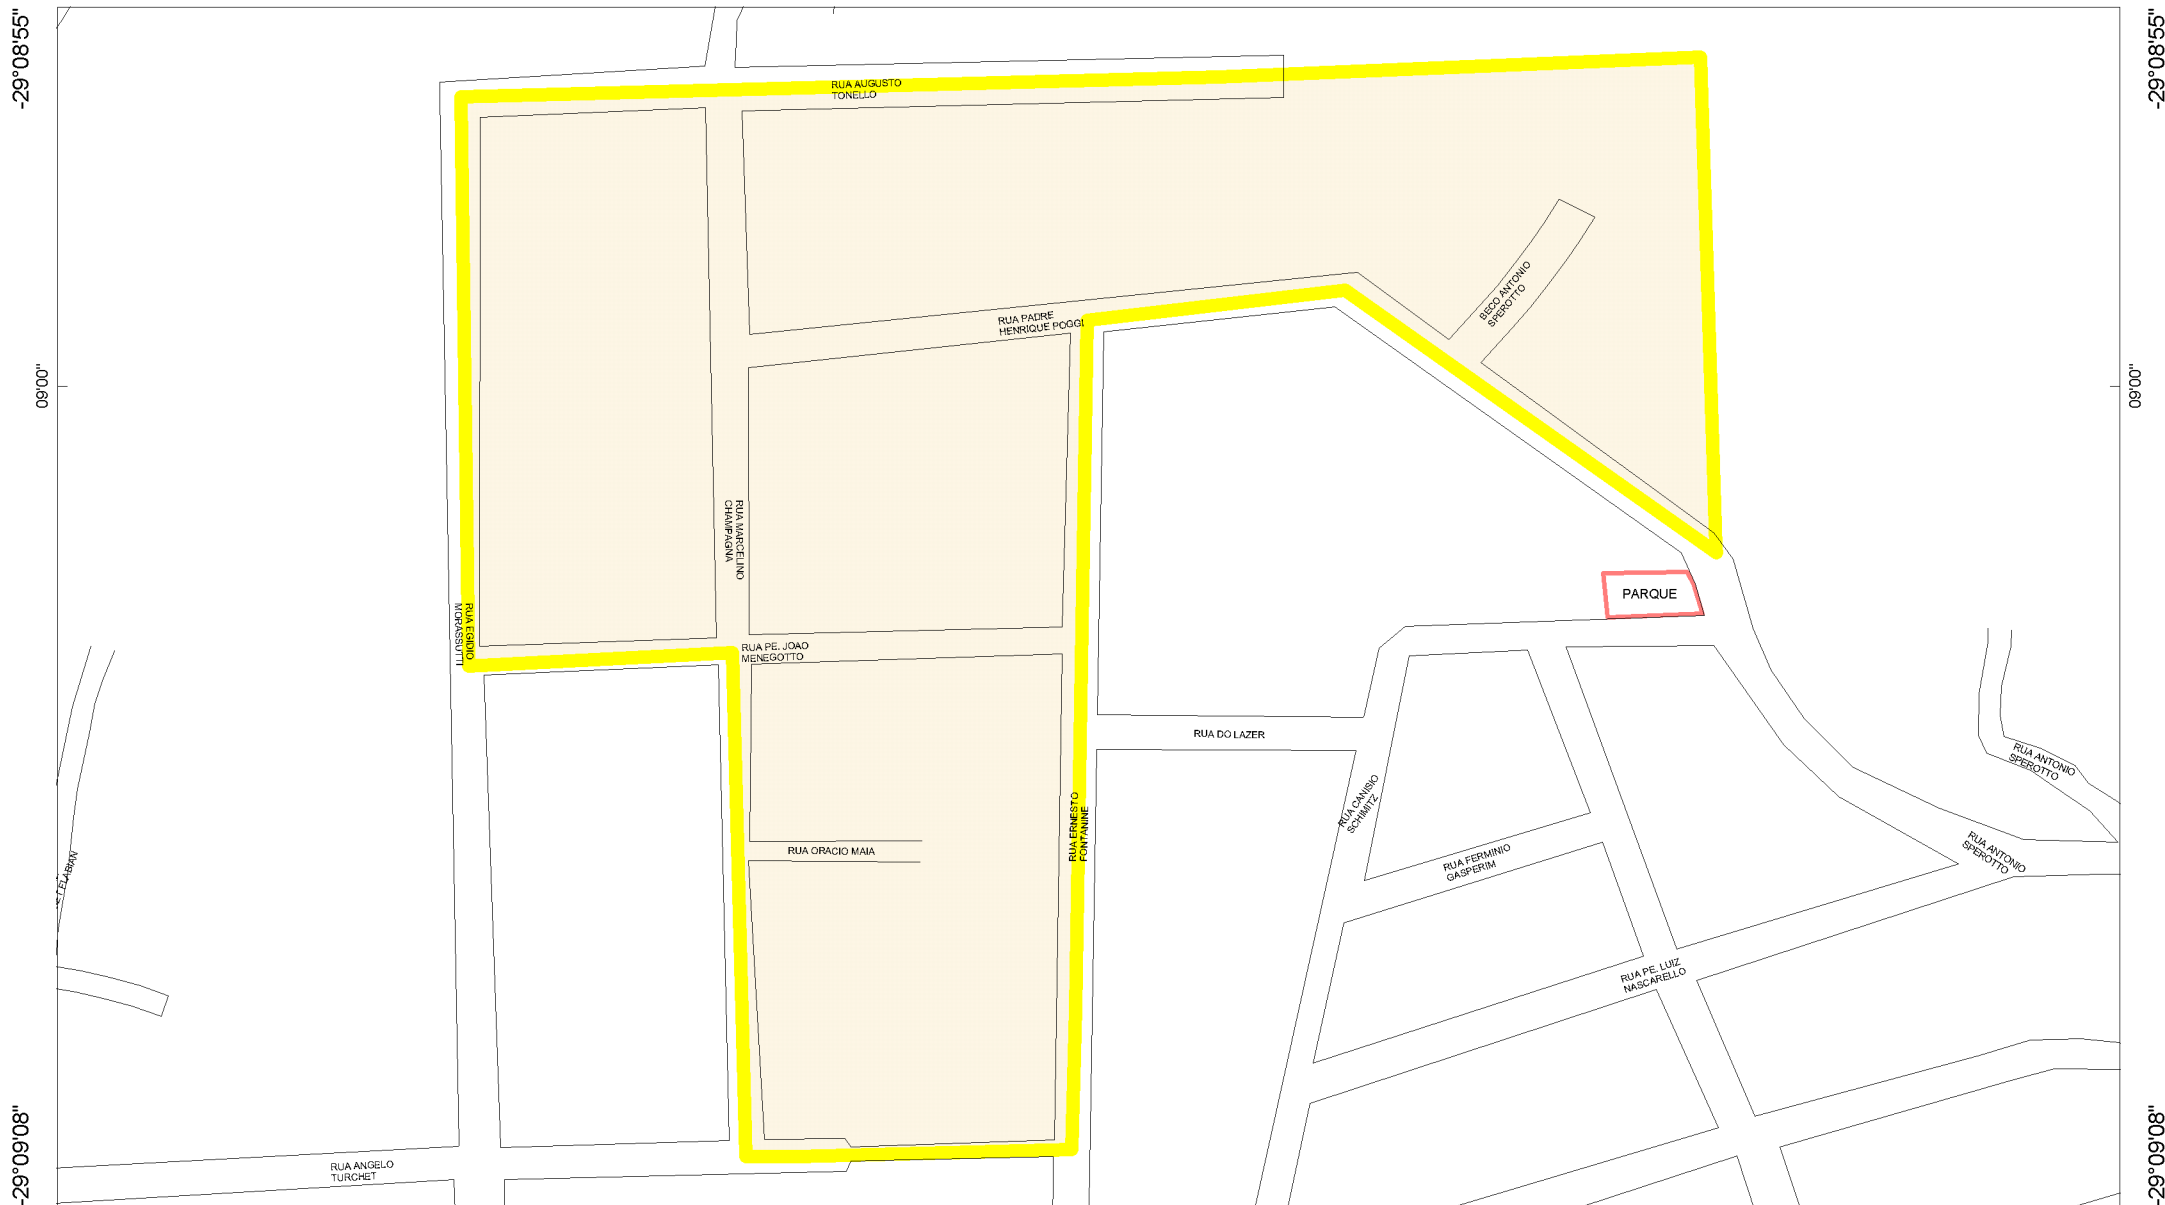 -29°08'55"
-29°08'55"
RUA AUGUSTO
TONELLO
BECO ANTONIO
SPEROTTO
RUA PADRE
HENRIQUE POGGI
09'00"
09'00"
RUA MARCELINO
CHAMPAGNA
PARQUE
RUA EGIDIO
MORASSUTTI
RUA PE. JOAO
MENEGOTTO
RUA DO LAZER
RUA ANTONIO
SPEROTTO
RUA CANISIO
SCHIMITZ
RUA ERNESTO
FONTANINE
RUA ORACIO MAIA
RUA FERMINIO
GASPERIM
RUA ANTONIO
SPEROTTO
RUA PE. LUIZ
NASCARELLO
RUA ANGELO
TURCHET
-29°09'08"
-29°09'08"